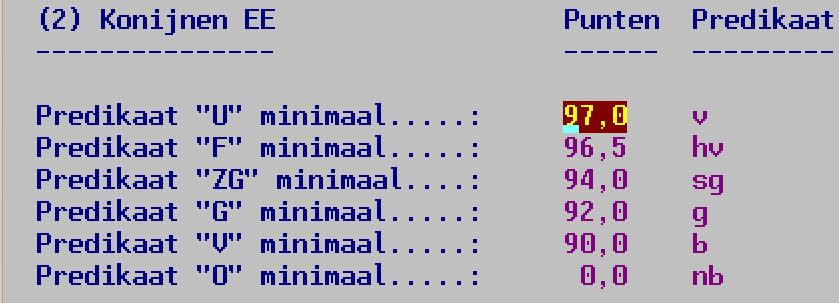 (2) Konijnen EE Punten Predikaat
--------------- ------ ---------
Predikaat "U" minimaal.....: 97,0 v
Predikaat "F" minimaal.....: 96,5 hv
Predikaat "ZG" minimaal....: 94,0 sg
Predikaat "G" minimaal.....: 92,0 g
Predikaat "V" minimaal.....: 90,0 b
Predikaat "O" minimaal.....: 0,0 nb